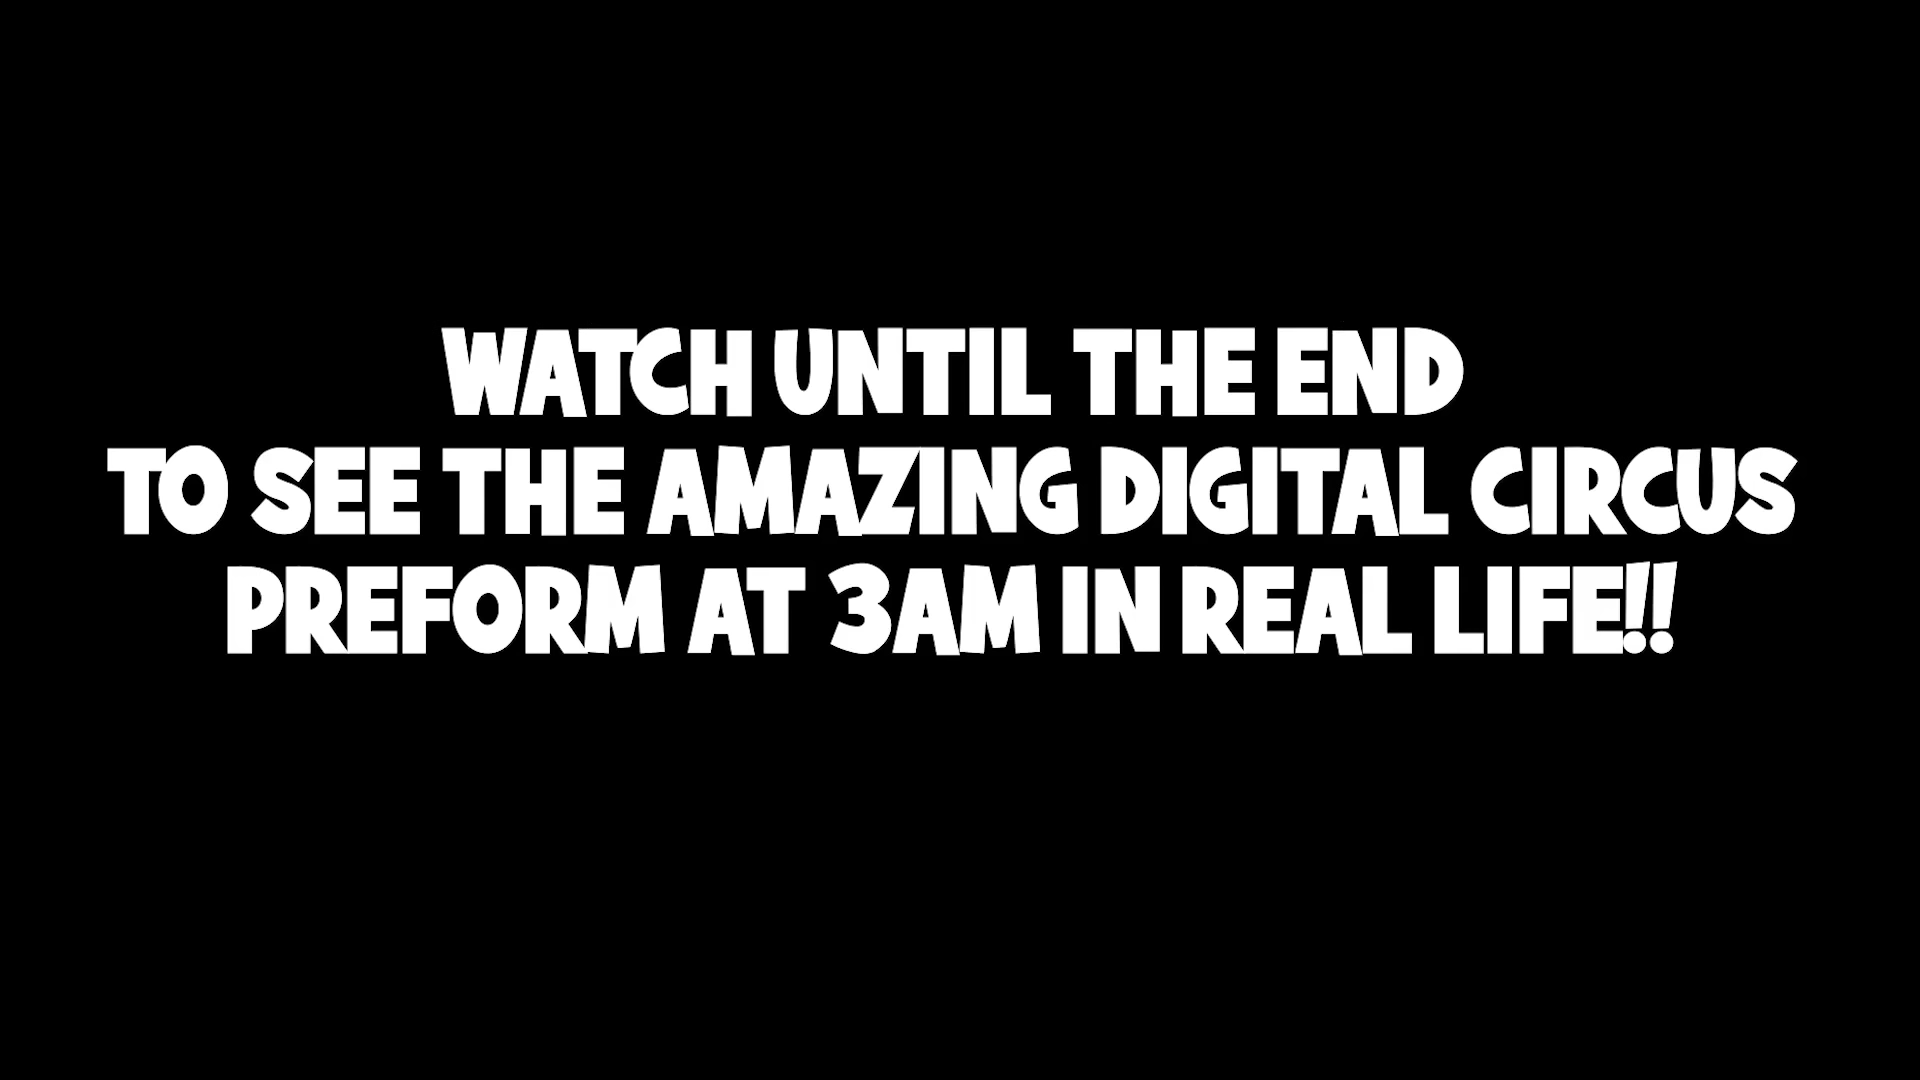 WATCH UNTIL THE END
TO SEE THE AMAZING DIGITAL CIRCUS
PREFORM AT 3AM IN REAL LIFE!!